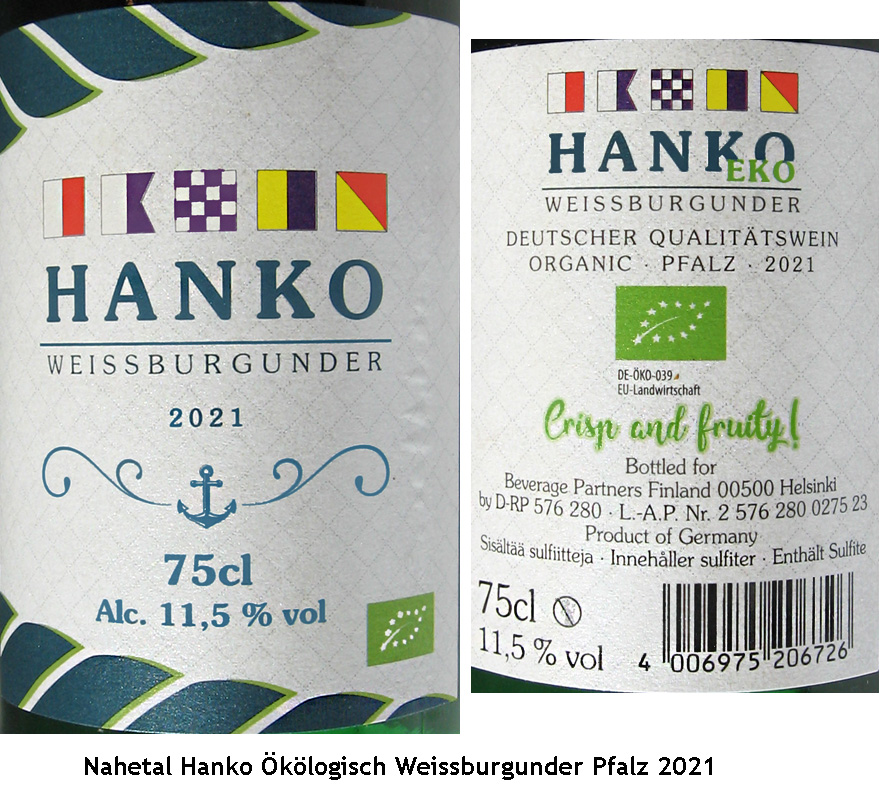 HANKO
WEISSBURGUNDER
2021
75cl
Alc. 11,5 % vol
HANKO
EKO
WEISSBURGUNDER
DEUTSCHER QUALITÄTSWEIN
ORGANIC · PFALZ · 2021
DE-ÖKO-039
EU-Landwirtschaft
Crisp and fruity!
Bottled for
Beverage Partners Finland 00500 Helsinki
by D-RP 576 280 · L.-A.P. Nr. 2 576 280 0275 23
Product of Germany
Sisältää sulfiitteja · Innehåller sulfiter · Enthält Sulfite
75cl
11,5 % vol
4 006975 206726
Nahetal Hanko Ökölogisch Weissburgunder Pfalz 2021